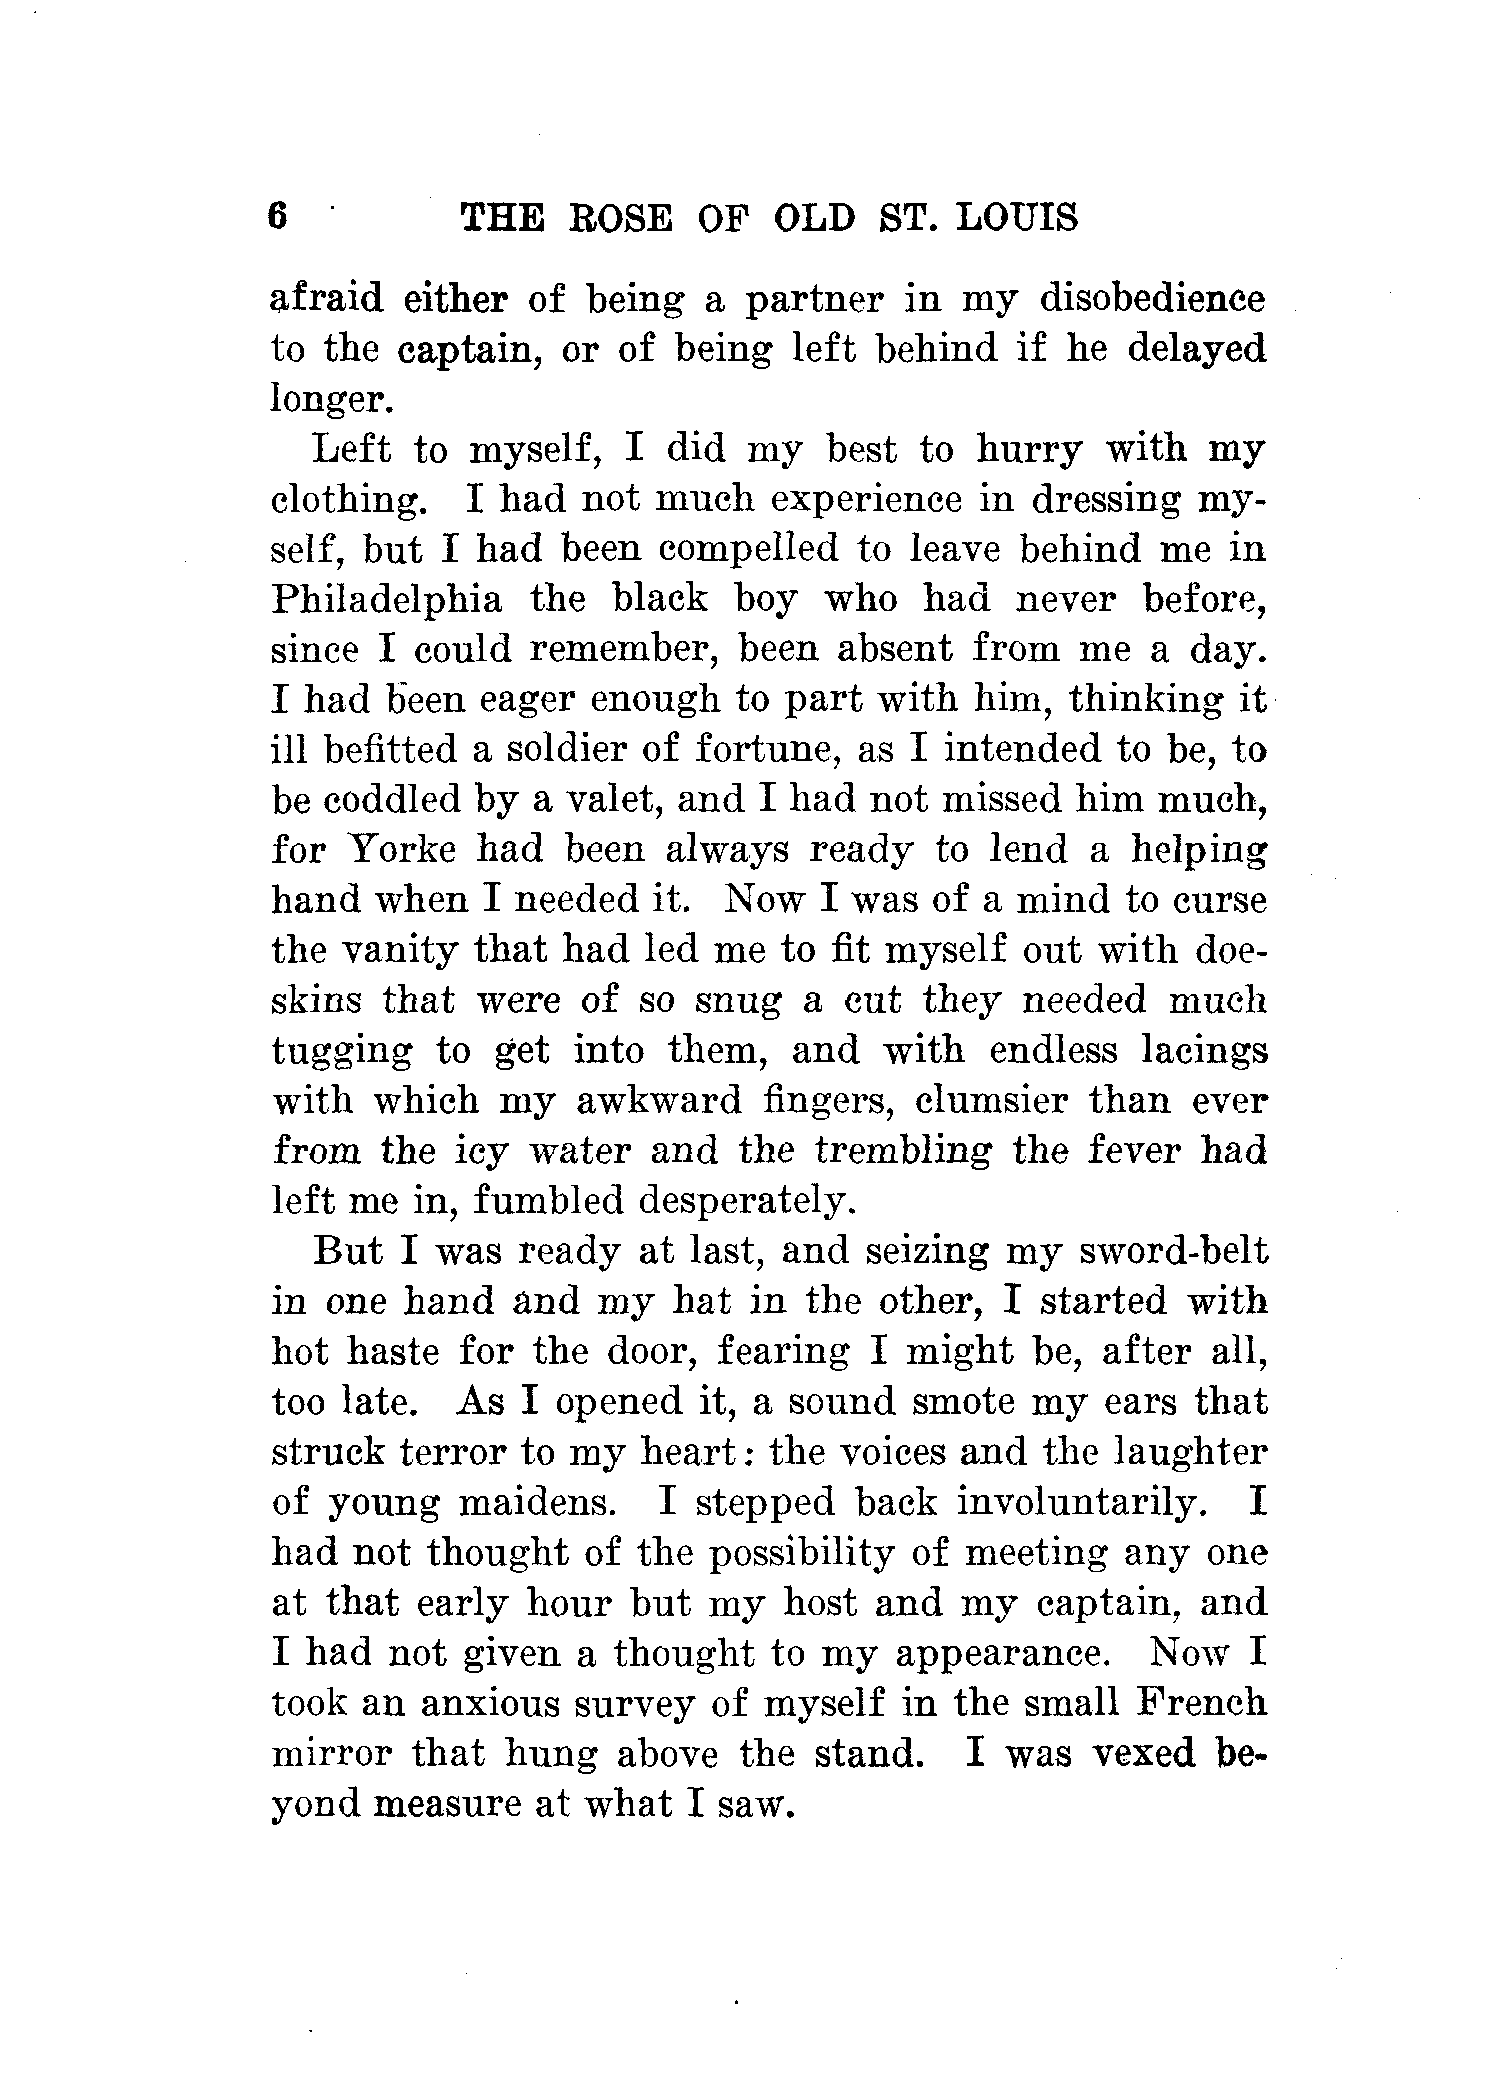 6 THE ROSE OF OLD ST. LOUIS
afraid either of being a partner in my disobedience
to the captain, or of being left behind if he delayed
longer.
Left to myself, I did my best to hurry with my
clothing. I had not much experience in dressing my-
self, but I had been compelled to leave behind me in
Philadelphia the black boy who had never before,
since I could remember, been absent from me a day.
I had been eager enough to part with him, thinking it
ill befitted a soldier of fortune, as I intended to be, to
be coddled by a valet, and I had not missed him much,
for Yorke had been always ready to lend a helping
hand when I needed it. Now I was of a mind to curse
the vanity that had led me to fit myself out with doe-
skins that were of so snug a cut they needed much
tugging to get into them, and with endless lacings
with which my awkward fingers, clumsier than ever
from the icy water and the trembling the fever had
left me in, fumbled desperately.
But I was ready at last, and seizing my sword-belt
in one hand and my hat in the other, I started with
hot haste for the door, fearing I might be, after all,
too late. As I opened it, a sound smote my ears that
struck terror to my heart: the voices and the laughter
of young maidens. I stepped back involuntarily. I
had not thought of the possibility of meeting any one
at that early hour but my host and my captain, and
I had not given a thought to my appearance. Now I
took an anxious survey of myself in the small French
mirror that hung above the stand. I was vexed be-
yond measure at what I saw.